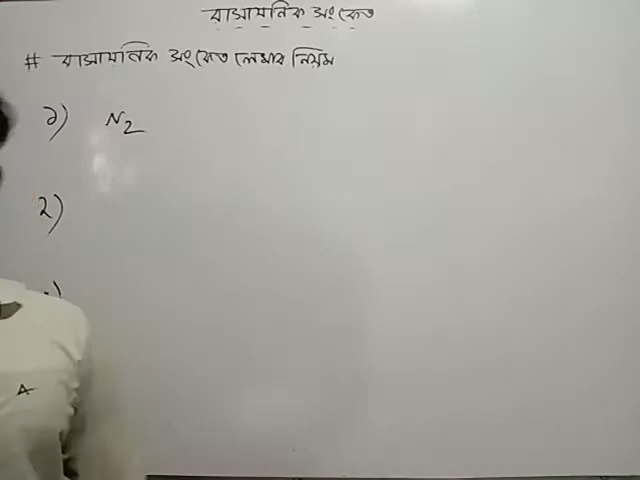 রাসায়নিক সংকেত
# রাসায়নিক সংকেত লেখার নিয়ম
১) N2
২)